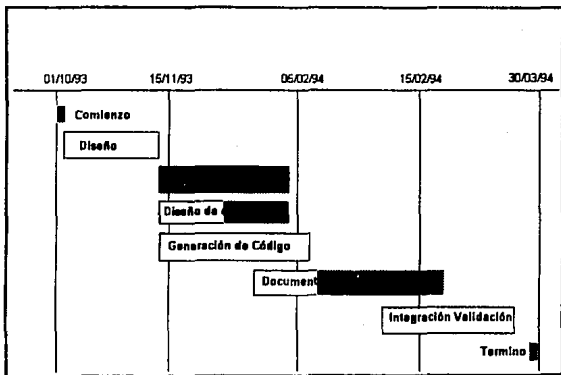 01/10/93 15/11/93 06/02/94 15/02/94 30/03/94
Comienzo
Diseño
Diseño de
Generación de Código
Document
Integración Validación
Termino